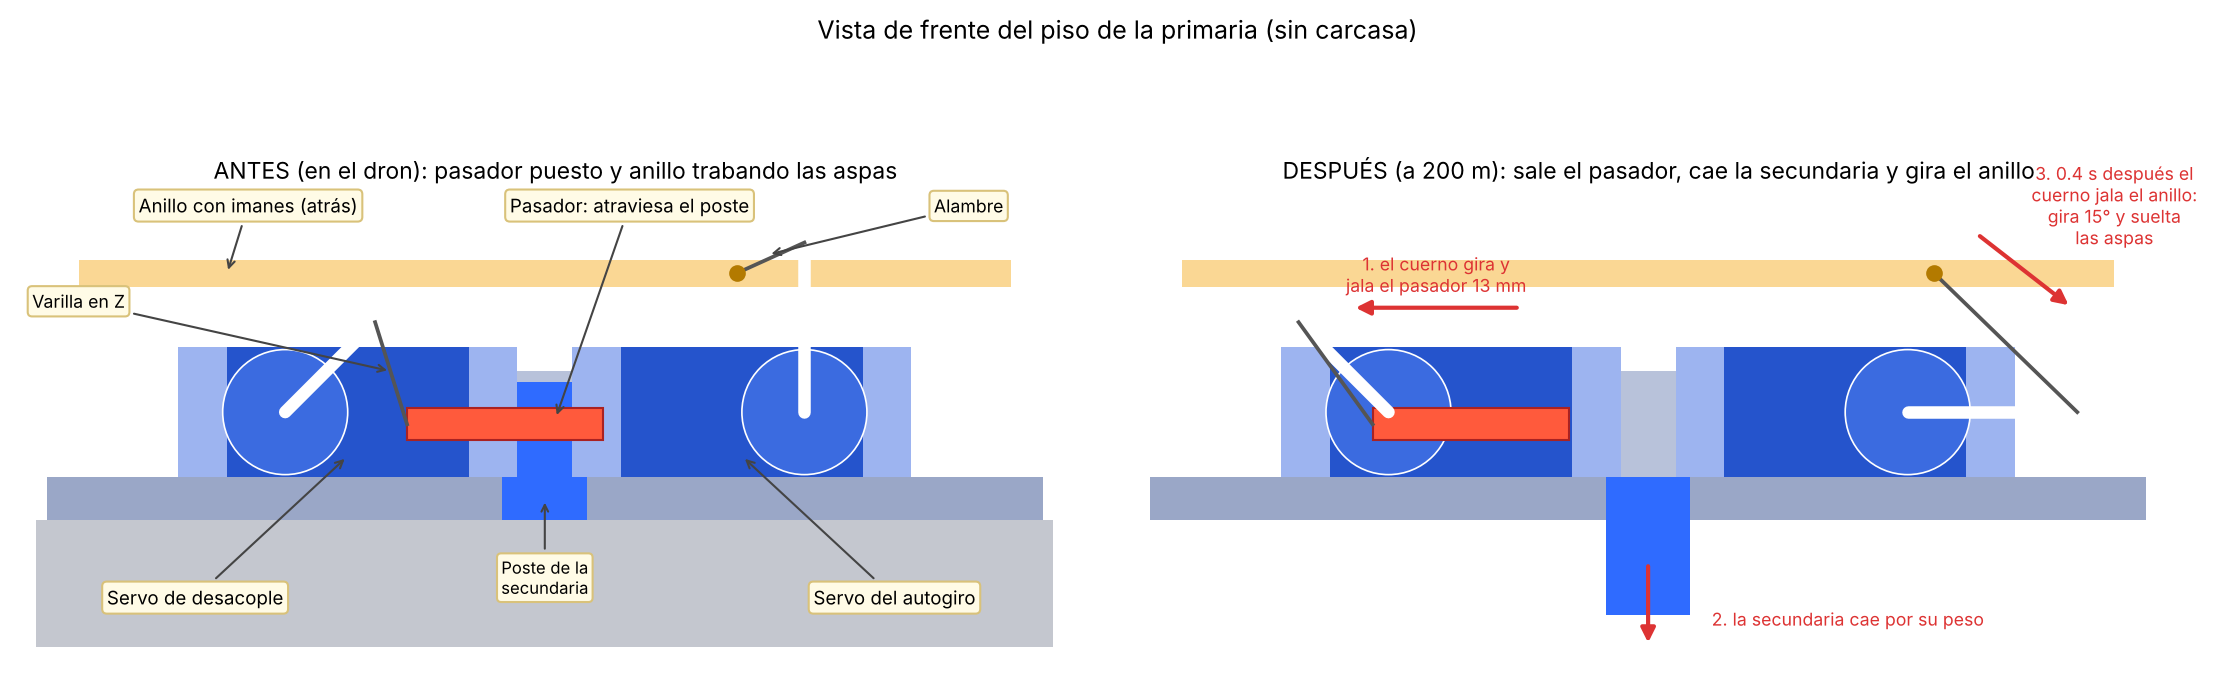 Vista de frente del piso de la primaria (sin carcasa)
ANTES (en el dron): pasador puesto y anillo trabando las aspas
Anillo con imanes (atrás)
Pasador: atraviesa el poste
Alambre
Varilla en Z
Servo de desacople
Poste de la
secundaria
Servo del autogiro
DESPUÉS (a 200 m): sale el pasador, cae la secundaria y gira el anillo
3. 0.4 s después el
cuerno jala el anillo:
gira 15° y suelta
las aspas
1. el cuerno gira y
jala el pasador 13 mm
2. la secundaria cae por su peso